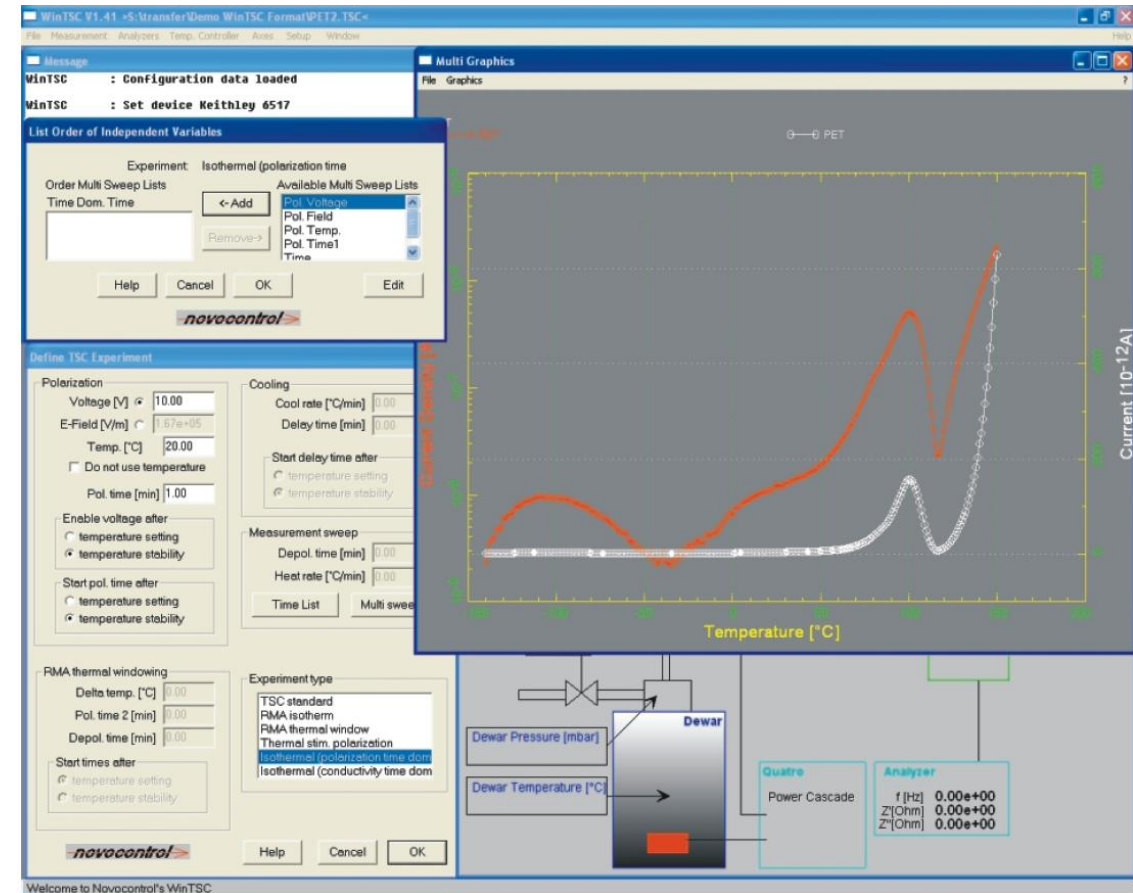 WinTSC V1.41 >S:\transfer\Demo WinTSC Format\PET2.TSC<
File Measurement Analyzers Temp. Controller Axis Setup Window Help
Message
WinTSC : Configuration data loaded
WinTSC : Set device Keithley 6517
List Order of Independent Variables
Experiment: Isothermal (polarization time
Order Multi Sweep Lists
Available Multi Sweep Lists
Time Dom. Time
<-Add
Remove->
Pol. Voltage
Pol. Field
Pol. Temp.
Pol. Time1
Time
Help Cancel OK Edit
novocontrol
Multi Graphics
File Graphics ?
PET
Current [10-12A]
Temperature [°C]
Define TSC Experiment
Polarization
Voltage [V] 10.00
E-Field [V/m] 1.67e+05
Temp. [°C] 20.00
Do not use temperature
Pol. time [min] 1.00
Enable voltage after
temperature setting
temperature stability
Start pol. time after
temperature setting
temperature stability
Cooling
Cool rate [°C/min] 0.00
Delay time [min] 0.00
Start delay time after
temperature setting
temperature stability
Measurement sweep
Depol. time [min] 0.00
Heat rate [°C/min] 0.00
Time List Multi swee
RMA thermal windowing
Delta temp. [°C] 0.00
Pol. time 2 [min] 0.00
Depol. time [min] 0.00
Start times after
temperature setting
temperature stability
Experiment type
TSC standard
RMA isotherm
RMA thermal window
Thermal stim. polarization
Isothermal (polarization time dom
Isothermal (conductivity time dom
novocontrol
Help Cancel OK
Dewar
Dewar Pressure [mbar]
Dewar Temperature [°C]
Quatro
Power Cascade
Analyzer
f [Hz] 0.00e+00
Z'[Ohm] 0.00e+00
Z''[Ohm] 0.00e+00
Welcome to Novocontrol's WinTSC